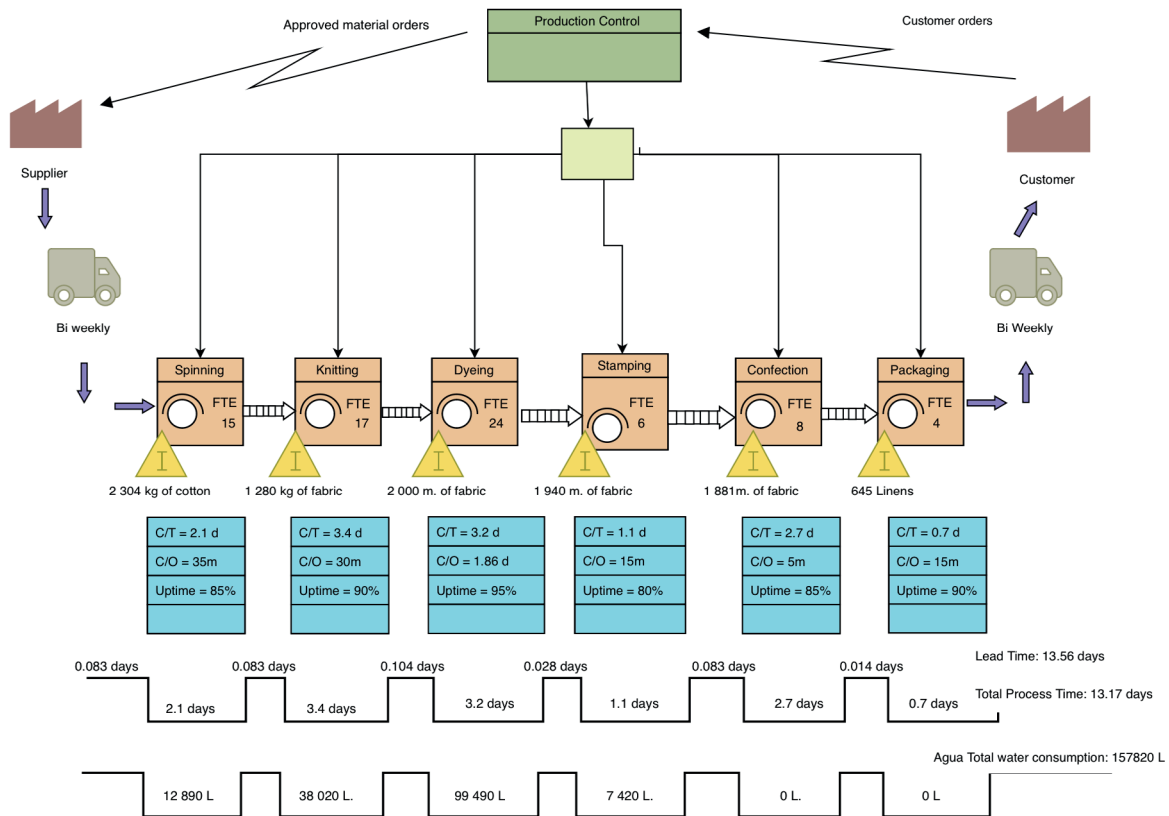 Approved material orders
Production Control
Customer orders
Supplier
Customer
Bi weekly
Bi Weekly
Spinning
FTE
15
Knitting
FTE
17
Dyeing
FTE
24
Stamping
FTE
6
Confection
FTE
8
Packaging
FTE
4
I
I
I
I
I
I
2 304 kg of cotton
1 280 kg of fabric
2 000 m. of fabric
1 940 m. of fabric
1 881m. of fabric
645 Linens
C/T = 2.1 d
C/O = 35m
Uptime = 85%
C/T = 3.4 d
C/O = 30m
Uptime = 90%
C/T = 3.2 d
C/O = 1.86 d
Uptime = 95%
C/T = 1.1 d
C/O = 15m
Uptime = 80%
C/T = 2.7 d
C/O = 5m
Uptime = 85%
C/T = 0.7 d
C/O = 15m
Uptime = 90%
0.083 days
0.083 days
0.104 days
0.028 days
0.083 days
0.014 days
Lead Time: 13.56 days
2.1 days
3.4 days
3.2 days
1.1 days
2.7 days
0.7 days
Total Process Time: 13.17 days
Agua Total water consumption: 157820 L
12 890 L
38 020 L.
99 490 L
7 420 L.
0 L.
0 L